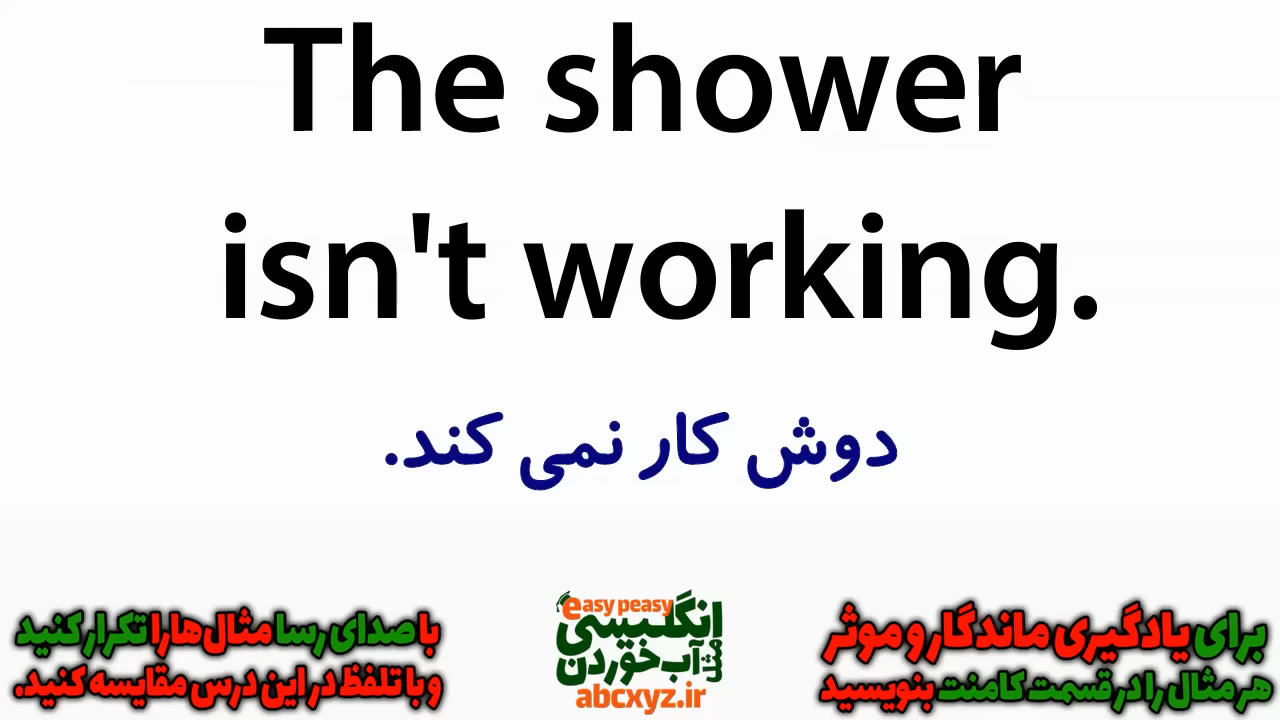 The shower
isn't working.
دوش کار نمی کند.
با صدای رسا مثال‌ها را تکرار کنید
و با تلفظ در این درس مقایسه کنید.
easy peasy
انگلیسی
مثل
آب خوردن
abcxyz.ir
برای یادگیری ماندگار و موثر
هر مثال را در قسمت کامنت بنویسید